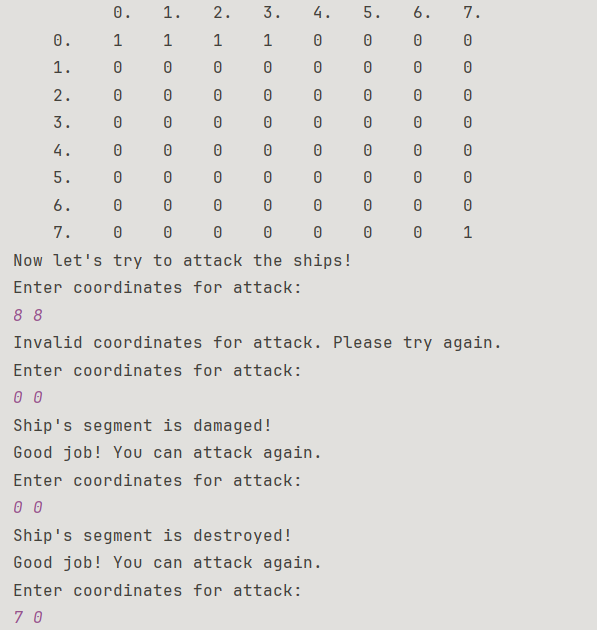 0. 1. 2. 3. 4. 5. 6. 7.
0. 1 1 1 1 0 0 0 0
1. 0 0 0 0 0 0 0 0
2. 0 0 0 0 0 0 0 0
3. 0 0 0 0 0 0 0 0
4. 0 0 0 0 0 0 0 0
5. 0 0 0 0 0 0 0 0
6. 0 0 0 0 0 0 0 0
7. 0 0 0 0 0 0 0 1
Now let's try to attack the ships!
Enter coordinates for attack:
8 8
Invalid coordinates for attack. Please try again.
Enter coordinates for attack:
0 0
Ship's segment is damaged!
Good job! You can attack again.
Enter coordinates for attack:
0 0
Ship's segment is destroyed!
Good job! You can attack again.
Enter coordinates for attack:
7 0